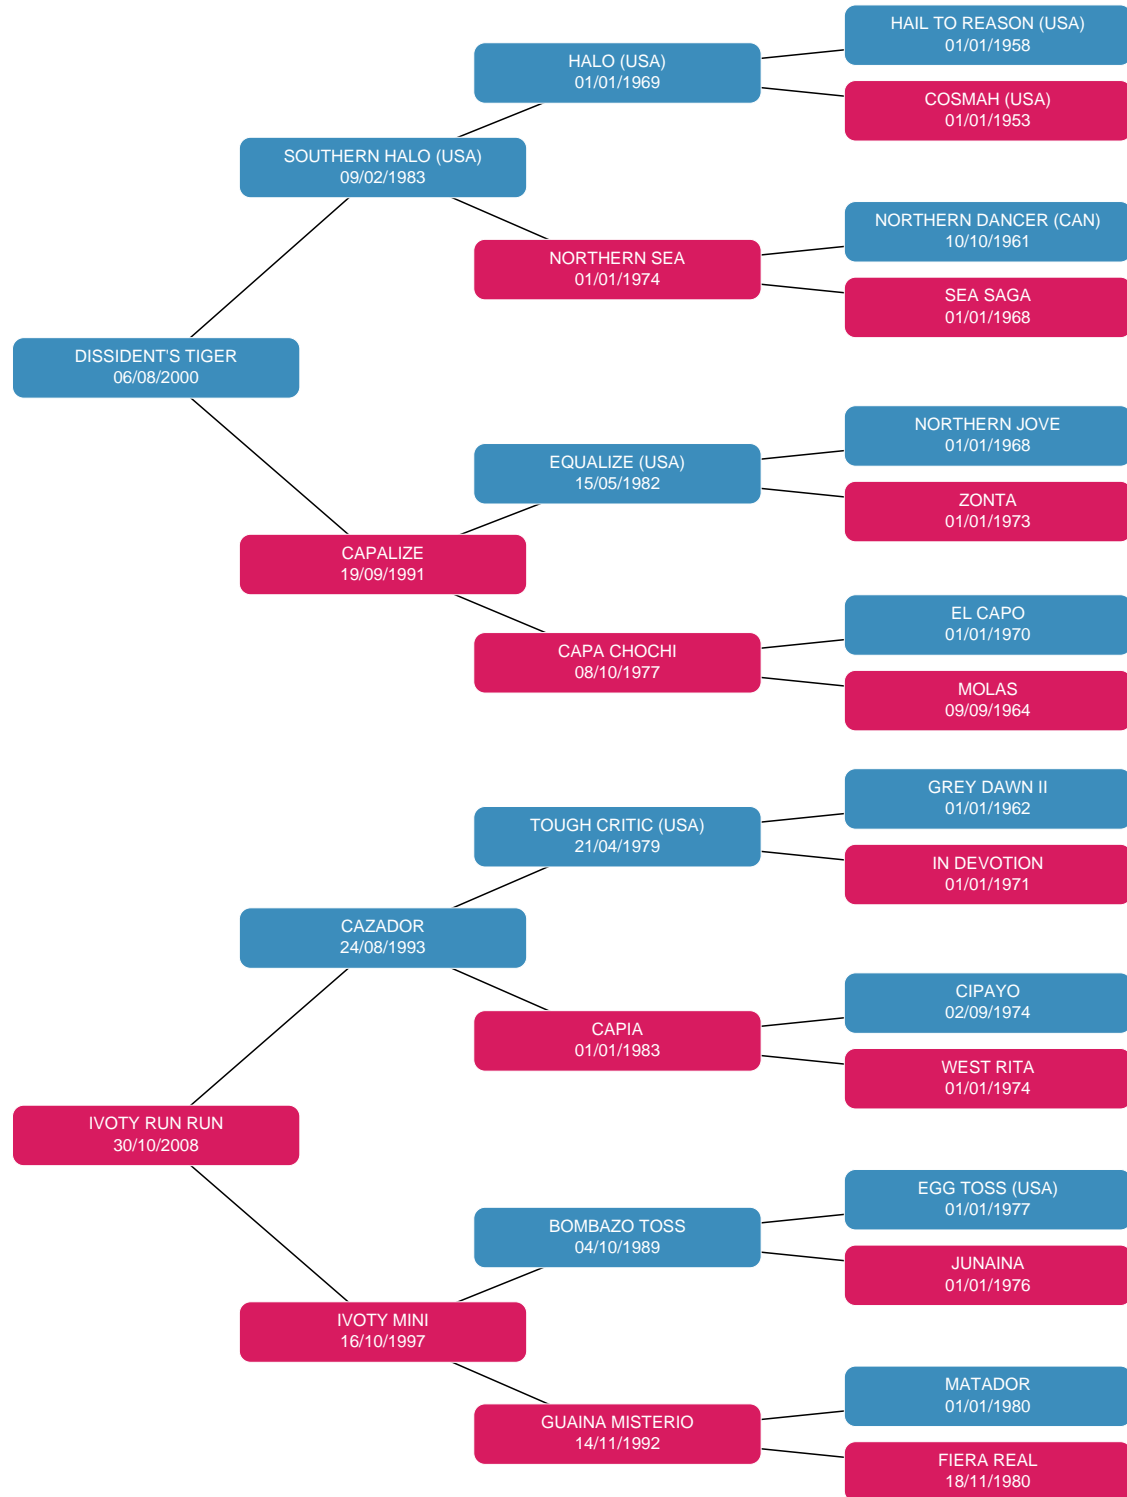 HAIL TO REASON (USA)
01/01/1958
HALO (USA)
01/01/1969
COSMAH (USA)
01/01/1953
SOUTHERN HALO (USA)
09/02/1983
NORTHERN DANCER (CAN)
10/10/1961
NORTHERN SEA
01/01/1974
SEA SAGA
01/01/1968
DISSIDENT'S TIGER
06/08/2000
NORTHERN JOVE
01/01/1968
EQUALIZE (USA)
15/05/1982
ZONTA
01/01/1973
CAPALIZE
19/09/1991
EL CAPO
01/01/1970
CAPA CHOCHI
08/10/1977
MOLAS
09/09/1964
GREY DAWN II
01/01/1962
TOUGH CRITIC (USA)
21/04/1979
IN DEVOTION
01/01/1971
CAZADOR
24/08/1993
CIPAYO
02/09/1974
CAPIA
01/01/1983
WEST RITA
01/01/1974
IVOTY RUN RUN
30/10/2008
EGG TOSS (USA)
01/01/1977
BOMBAZO TOSS
04/10/1989
JUNAINA
01/01/1976
IVOTY MINI
16/10/1997
MATADOR
01/01/1980
GUAINA MISTERIO
14/11/1992
FIERA REAL
18/11/1980